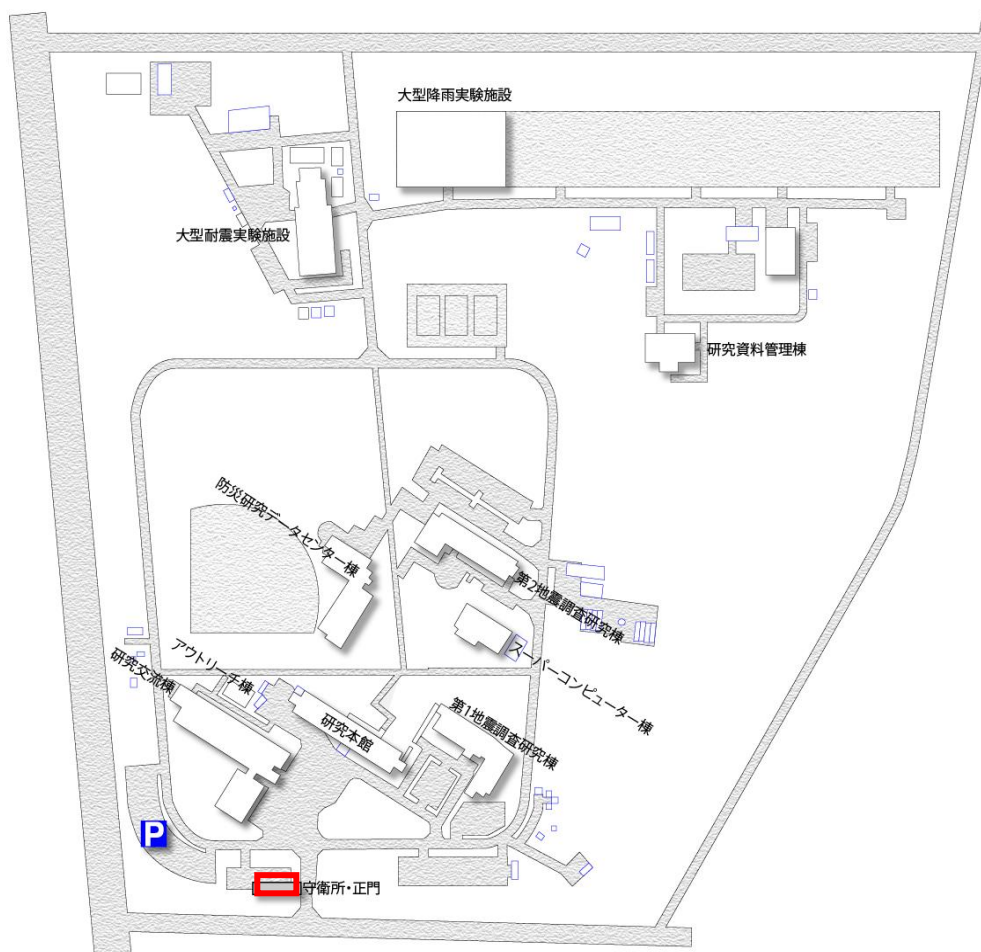 大型降雨実験施設
大型耐震実験施設
研究資料管理棟
防災研究データセンター棟
第2地震調査研究棟
スーパーコンピューター棟
アウトリーチ棟
研究交流棟
研究本館
第1地震調査研究棟
P
守衛所・正門